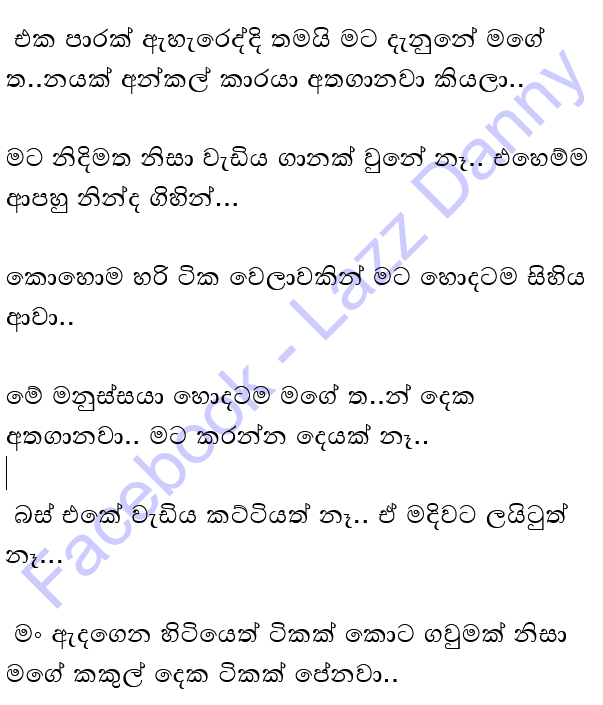 එක පාරක් ඇහැරෙද්දි තමයි මට දැනුනේ මගේ
ත..නයක් අන්කල් කාරයා අතගානවා කියලා..
මට නිදිමත නිසා වැඩිය ගානක් වුනේ නෑ.. එහෙම්ම
ආපහු නින්ද ගිහින්...
කොහොම හරි ටික වෙලාවකින් මට හොදටම සිහිය
ආවා..
මේ මනුස්සයා හොදටම මගේ ත..න් දෙක
අතගානවා.. මට කරන්න දෙයක් නෑ..
බස් එකේ වැඩිය කට්ටියත් නෑ.. ඒ මදිවට ලයිටුත්
නෑ...
මං ඇදගෙන හිටියෙත් ටිකක් කොට ගවුමක් නිසා
මගේ කකුල් දෙක ටිකක් පේනවා..
Facebook - Lazz Danny